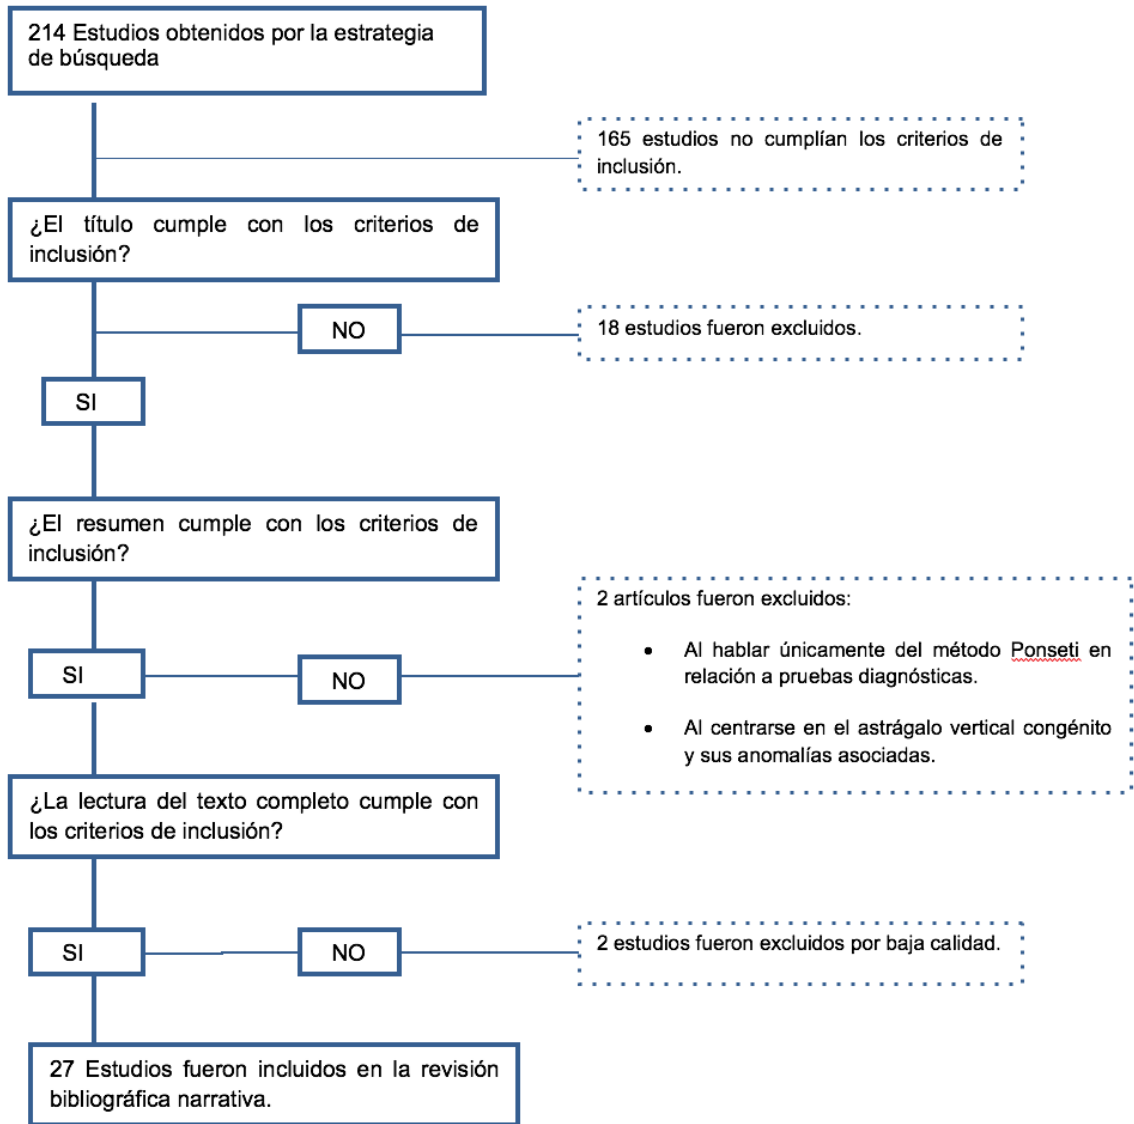 214 Estudios obtenidos por la estrategia
de búsqueda
165 estudios no cumplían los criterios de
inclusión.
¿El título cumple con los criterios de
inclusión?
NO
18 estudios fueron excluidos.
SI
¿El resumen cumple con los criterios de
inclusión?
2 artículos fueron excluidos:
• Al hablar únicamente del método Ponseti en
relación a pruebas diagnósticas.
• Al centrarse en el astrágalo vertical congénito
y sus anomalías asociadas.
SI
NO
¿La lectura del texto completo cumple con
los criterios de inclusión?
SI
NO
2 estudios fueron excluidos por baja calidad.
27 Estudios fueron incluidos en la revisión
bibliográfica narrativa.